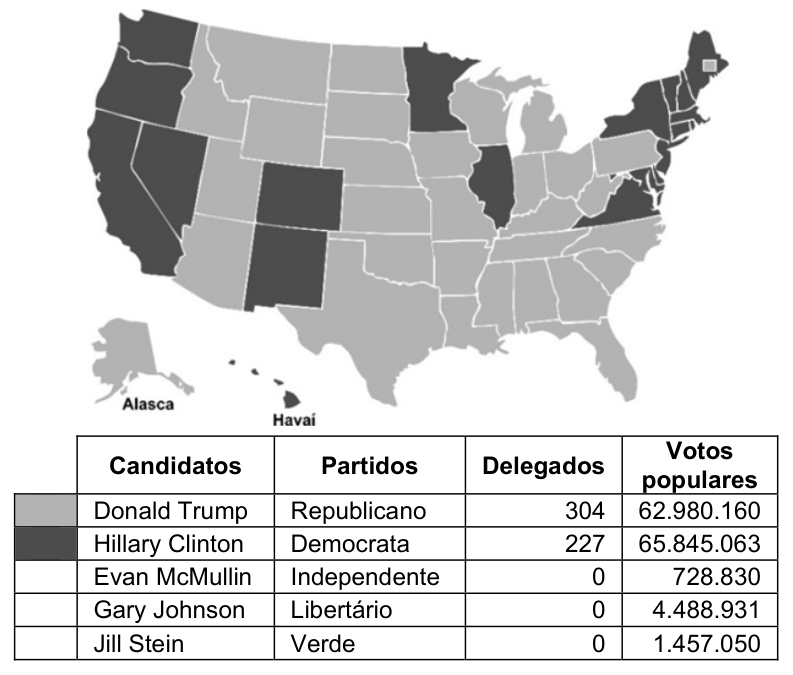 Alasca
Havaí
Candidatos Partidos Delegados Votos populares
Donald Trump Republicano 304 62.980.160
Hillary Clinton Democrata 227 65.845.063
Evan McMullin Independente 0 728.830
Gary Johnson Libertário 0 4.488.931
Jill Stein Verde 0 1.457.050